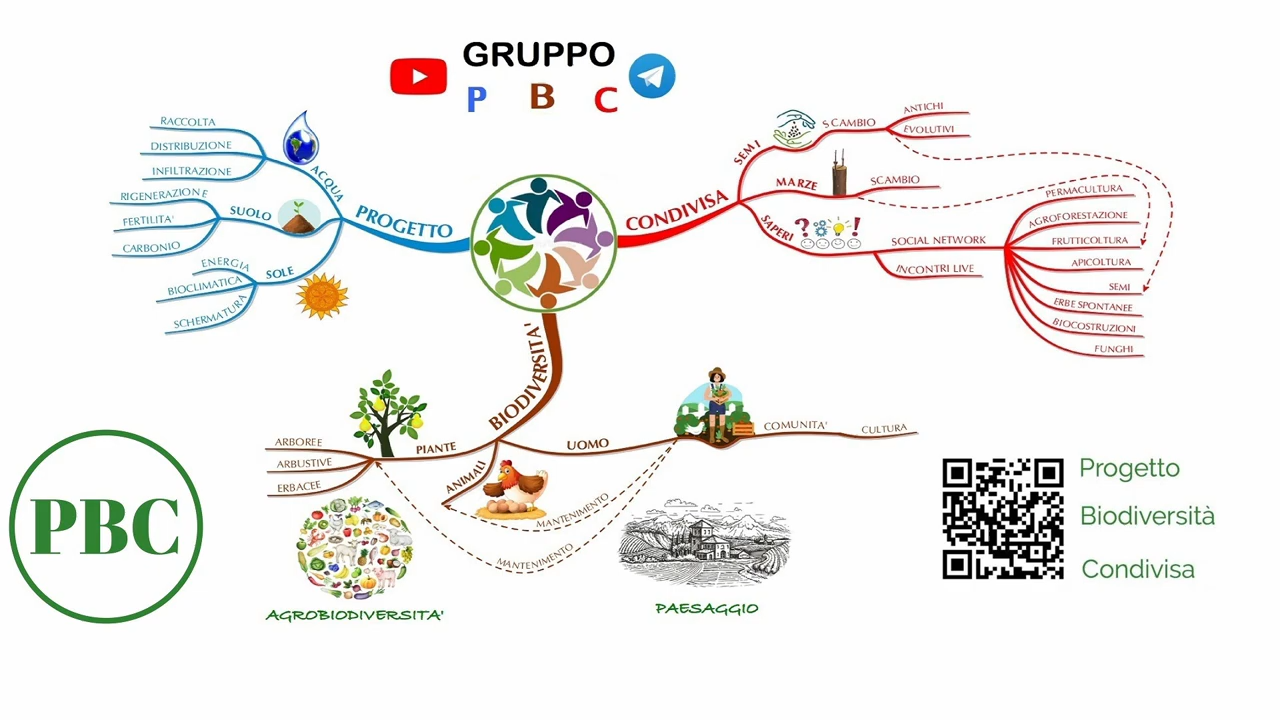 GRUPPO
P B C
PROGETTO
ACQUA
RACCOLTA
DISTRIBUZIONE
INFILTRAZIONE
SUOLO
RIGENERAZIONE
FERTILITA'
CARBONIO
SOLE
ENERGIA
BIOCLIMATICA
SCHERMATURA
CONDIVISA
SEMI
SCAMBIO
ANTICHI
EVOLUTIVI
MARZE
SCAMBIO
SAPERI
? !
SOCIAL NETWORK
INCONTRI LIVE
PERMACULTURA
AGROFORESTAZIONE
FRUTTICOLTURA
APICOLTURA
SEMI
ERBE SPONTANEE
BIOCOSTRUZIONI
FUNGHI
BIODIVERSITA'
PIANTE
ARBOREE
ARBUSTIVE
ERBACEE
ANIMALI
UOMO
COMUNITA'
CULTURA
MANTENIMENTO
MANTENIMENTO
AGROBIODIVERSITA'
PAESAGGIO
PBC
Progetto
Biodiversità
Condivisa